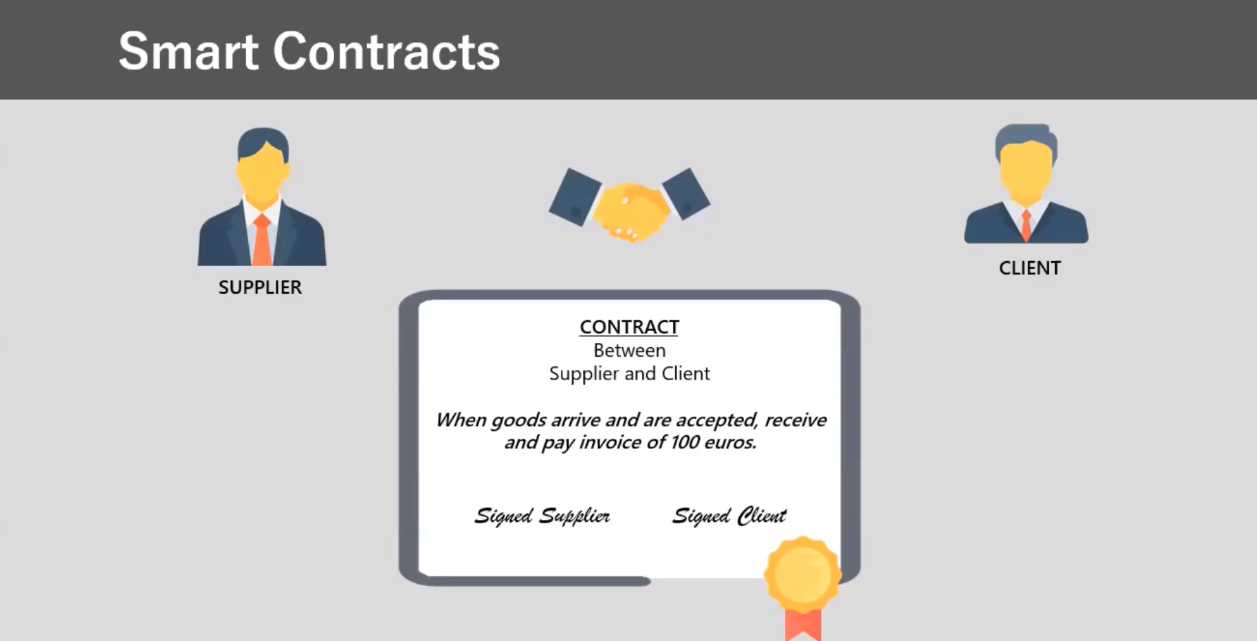 Smart Contracts
SUPPLIER
CLIENT
CONTRACT
Between
Supplier and Client
When goods arrive and are accepted, receive
and pay invoice of 100 euros.
Signed Supplier
Signed Client